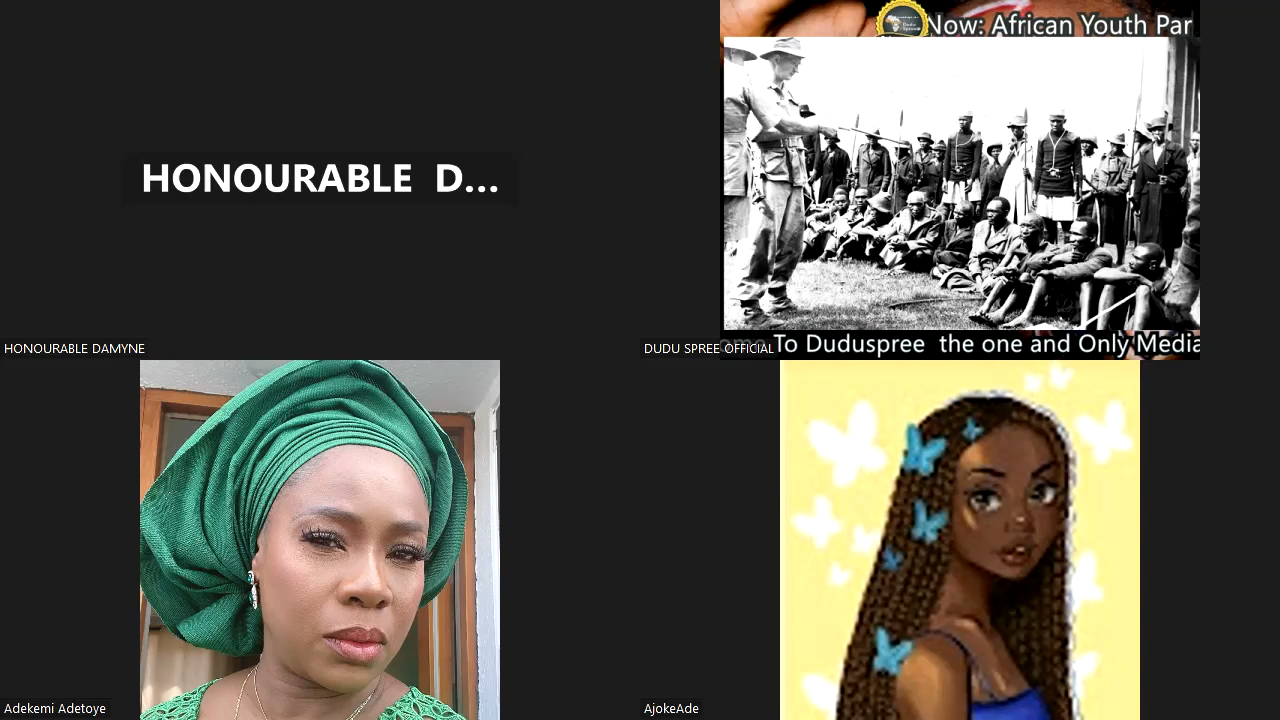 Now: African Youth Par
HONOURABLE D...
To Duduspree the one and Only Media
HONOURABLE DAMYNE
DUDU SPREE OFFICIAL
Adekemi Adetoye
AjokeAde